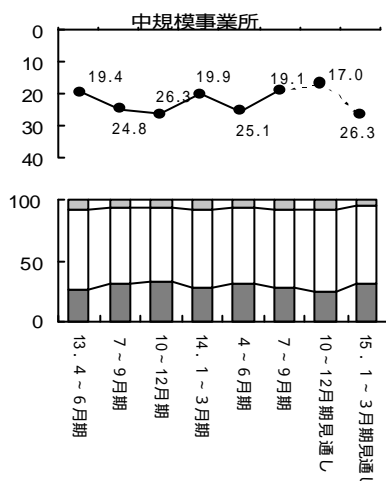 中規模事業所
0
10
20
30
40
19.4
24.8
26.3
19.9
25.1
19.1
17.0
26.3
100
50
0
13.4~6月期
7~9月期
10~12月期
14.1~3月期
4~6月期
7~9月期
10~12月期見通し
15.1~3月期見通し